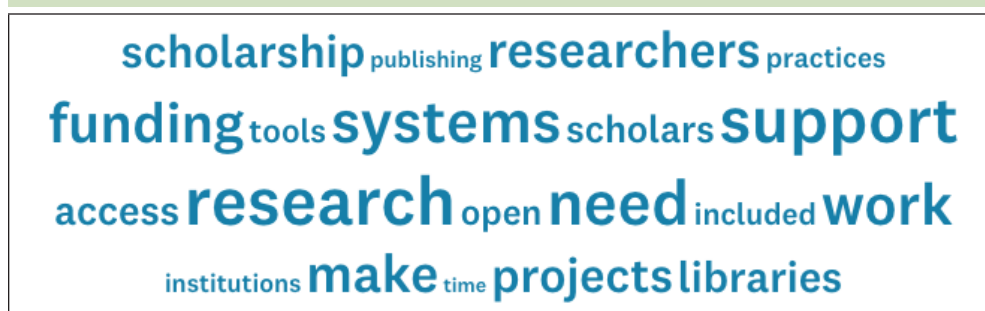 scholarship publishing researchers practices
funding tools systems scholars support
access research open need included work
institutions make time projects libraries